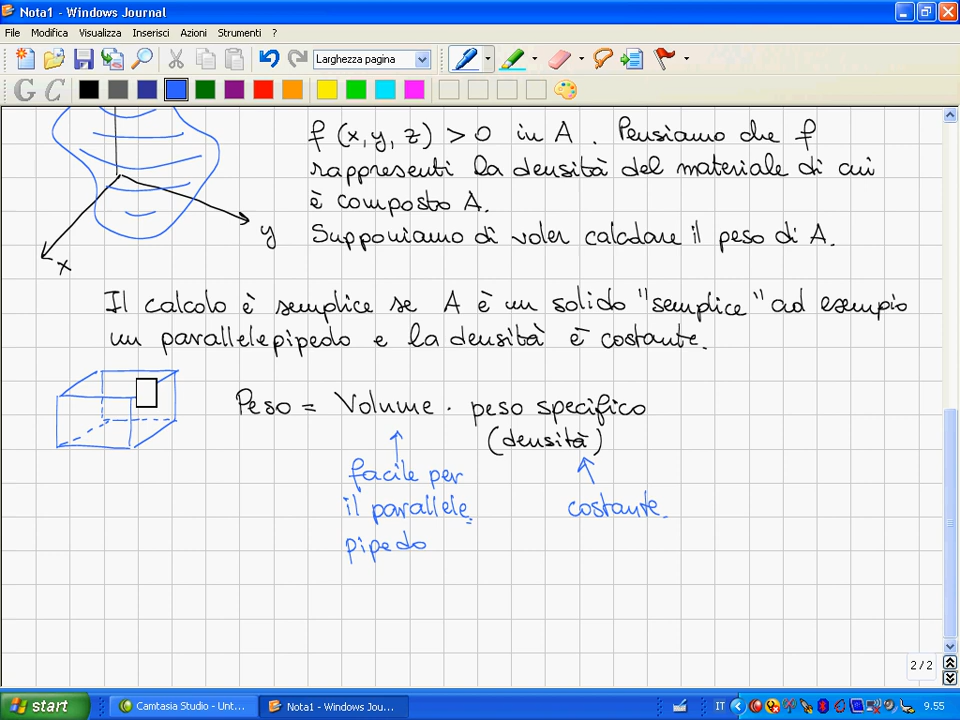 Nota1 - Windows Journal
File Modifica Visualizza Inserisci Azioni Strumenti ?
Larghezza pagina
G C
f (x, y, z) > 0 in A. Pensiamo che f
rappresenti la densità del materiale di cui
è composto A.
y
Supponiamo di voler calcolare il peso di A.
x
Il calcolo è semplice se A è un solido "semplice" ad esempio
un parallelepipedo e la densità è costante.
Peso = Volume · peso specifico
(densità)
facile per
il parallele
pipedo
costante.
2 / 2
start
Camtasia Studio - Unt...
Nota1 - Windows Jou...
IT
9.55